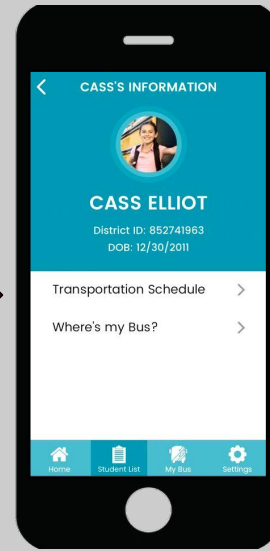 CASS'S INFORMATION
CASS ELLIOT
District ID: 852741963
DOB: 12/30/2011
Transportation Schedule
Where's my Bus?
Home Student List My Bus Settings